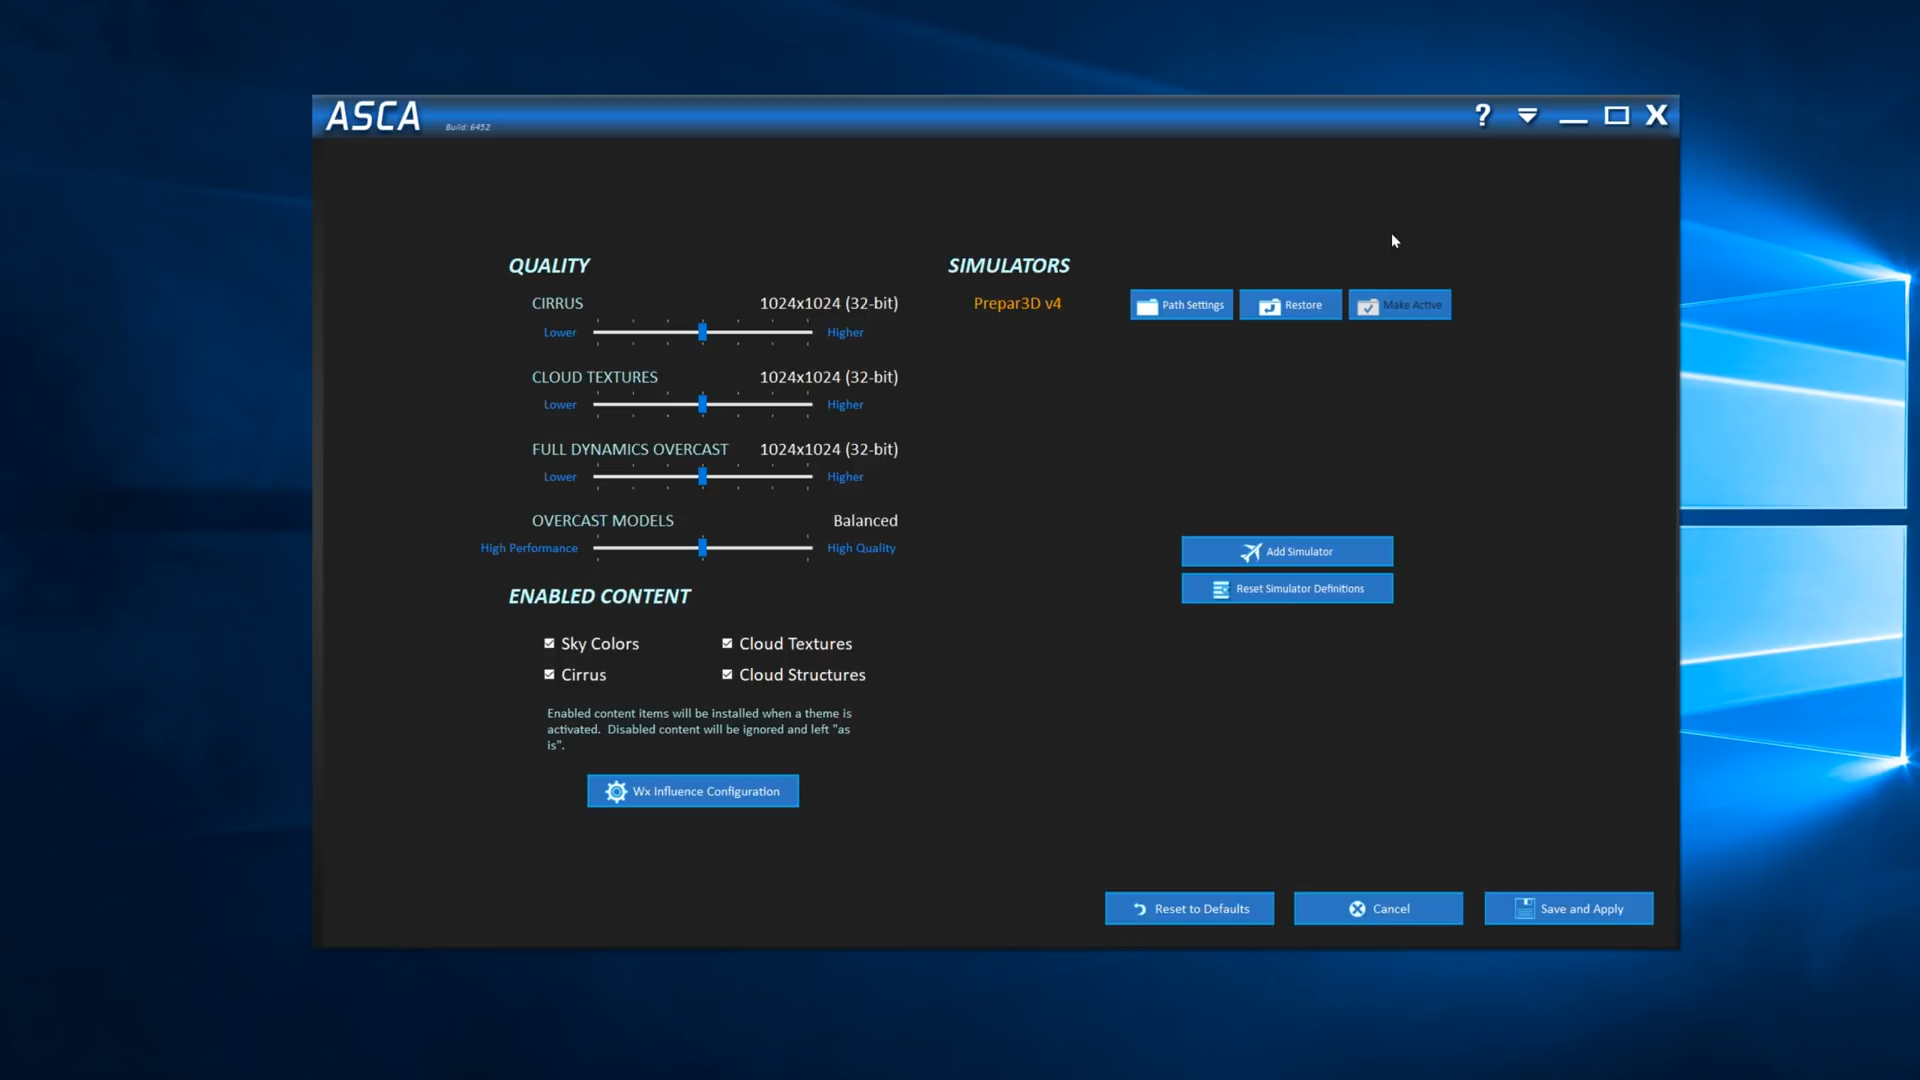 ASCA
Build: 6452
?
X
QUALITY
CIRRUS 1024x1024 (32-bit)
Lower Higher
CLOUD TEXTURES 1024x1024 (32-bit)
Lower Higher
FULL DYNAMICS OVERCAST 1024x1024 (32-bit)
Lower Higher
OVERCAST MODELS Balanced
High Performance High Quality
ENABLED CONTENT
Sky Colors Cloud Textures
Cirrus Cloud Structures
Enabled content items will be installed when a theme is
activated. Disabled content will be ignored and left "as
is".
Wx Influence Configuration
SIMULATORS
Prepar3D v4 Path Settings Restore Make Active
Add Simulator
Reset Simulator Definitions
Reset to Defaults Cancel Save and Apply